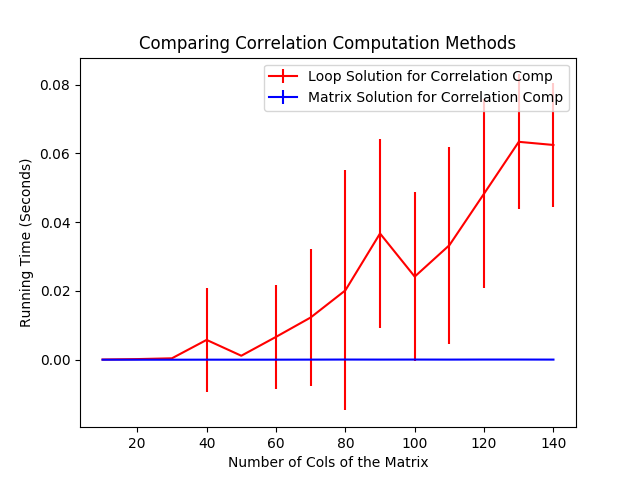 Comparing Correlation Computation Methods
Loop Solution for Correlation Comp
Matrix Solution for Correlation Comp
0.08
0.06
0.04
0.02
0.00
Running Time (Seconds)
20 40 60 80 100 120 140
Number of Cols of the Matrix